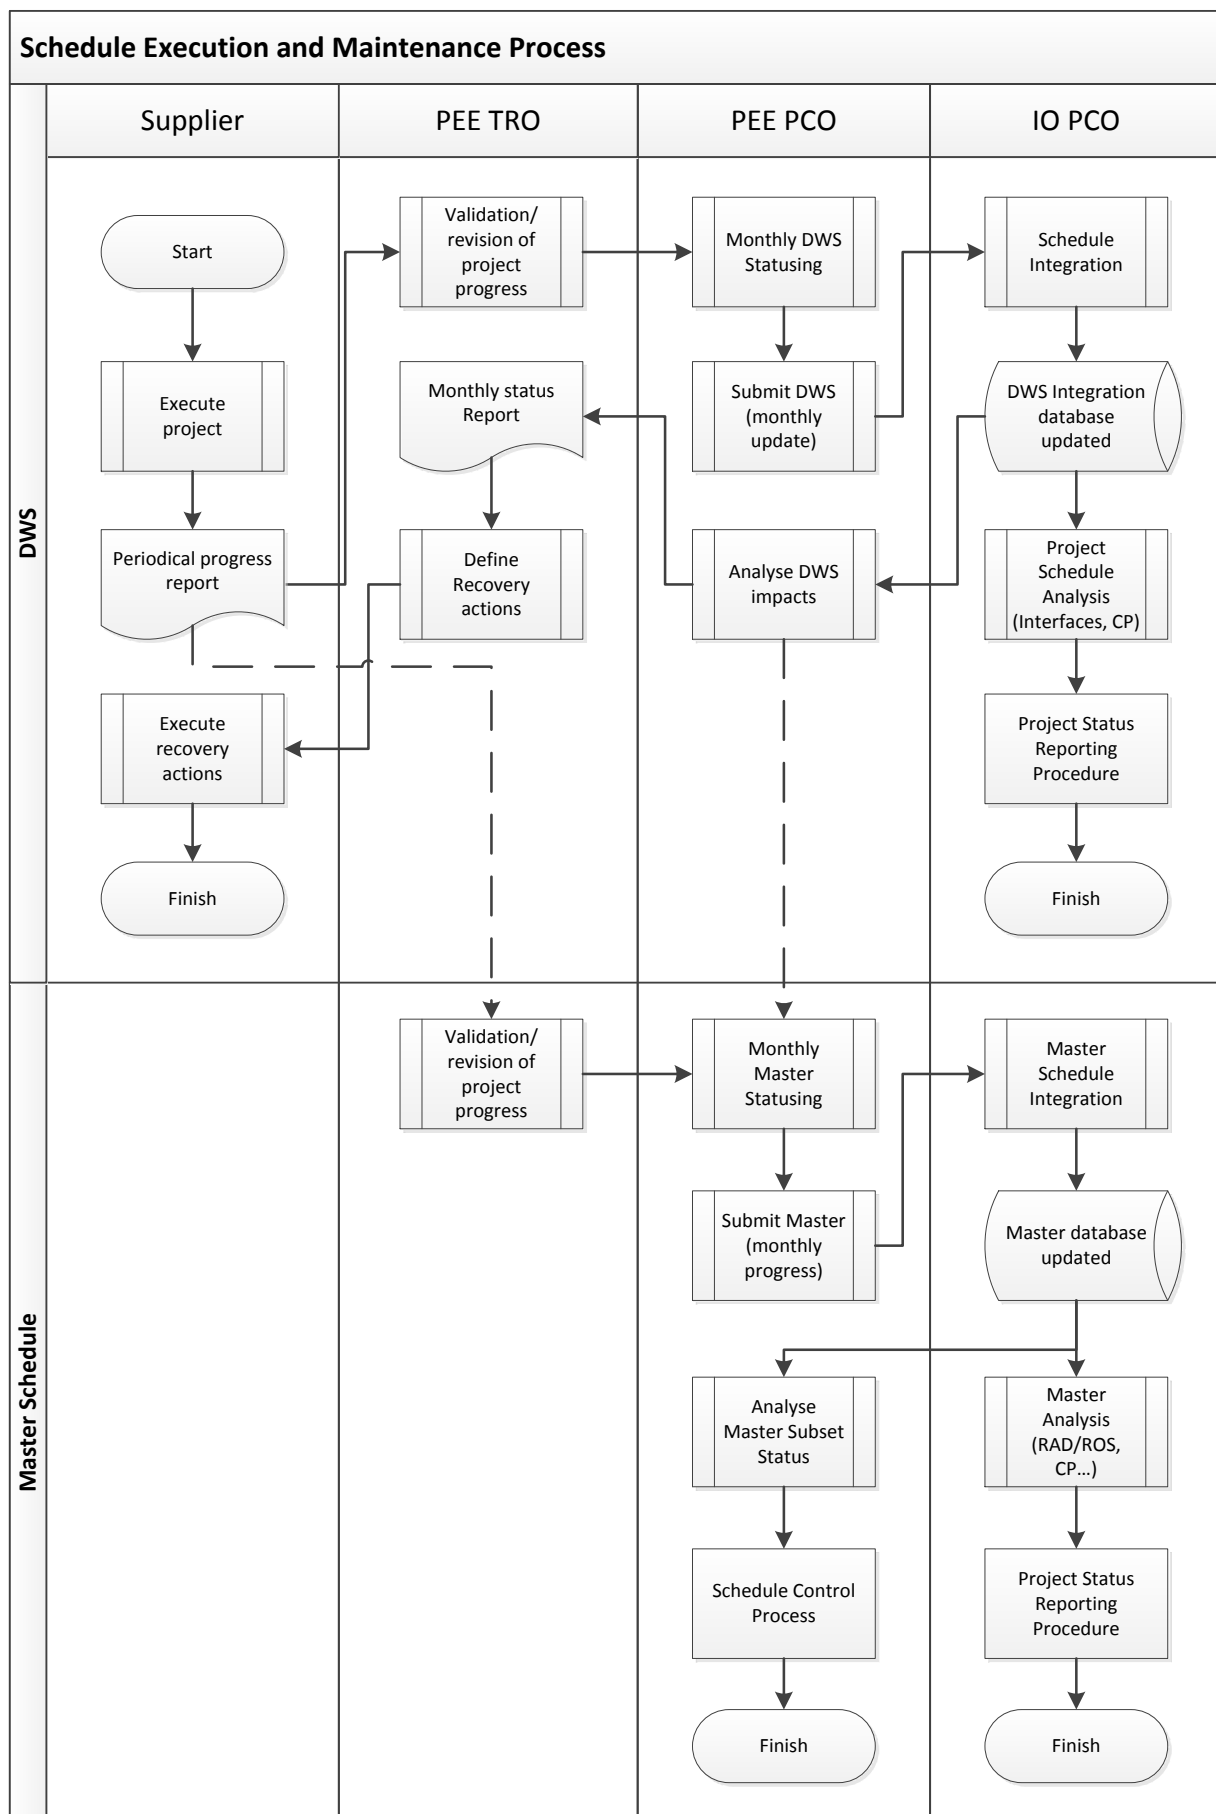 Schedule Execution and Maintenance Process
Supplier
PEE TRO
PEE PCO
IO PCO
DWS
Start
Validation/
revision of
project
progress
Monthly DWS
Statusing
Schedule
Integration
Execute
project
Monthly status
Report
Submit DWS
(monthly
update)
DWS Integration
database
updated
Periodical progress
report
Define
Recovery
actions
Analyse DWS
impacts
Project
Schedule
Analysis
(Interfaces, CP)
Execute
recovery
actions
Project Status
Reporting
Procedure
Finish
Finish
Master Schedule
Validation/
revision of
project
progress
Monthly
Master
Statusing
Master
Schedule
Integration
Submit Master
(monthly
progress)
Master database
updated
Analyse
Master Subset
Status
Master
Analysis
(RAD/ROS,
CP...)
Schedule Control
Process
Project Status
Reporting
Procedure
Finish
Finish